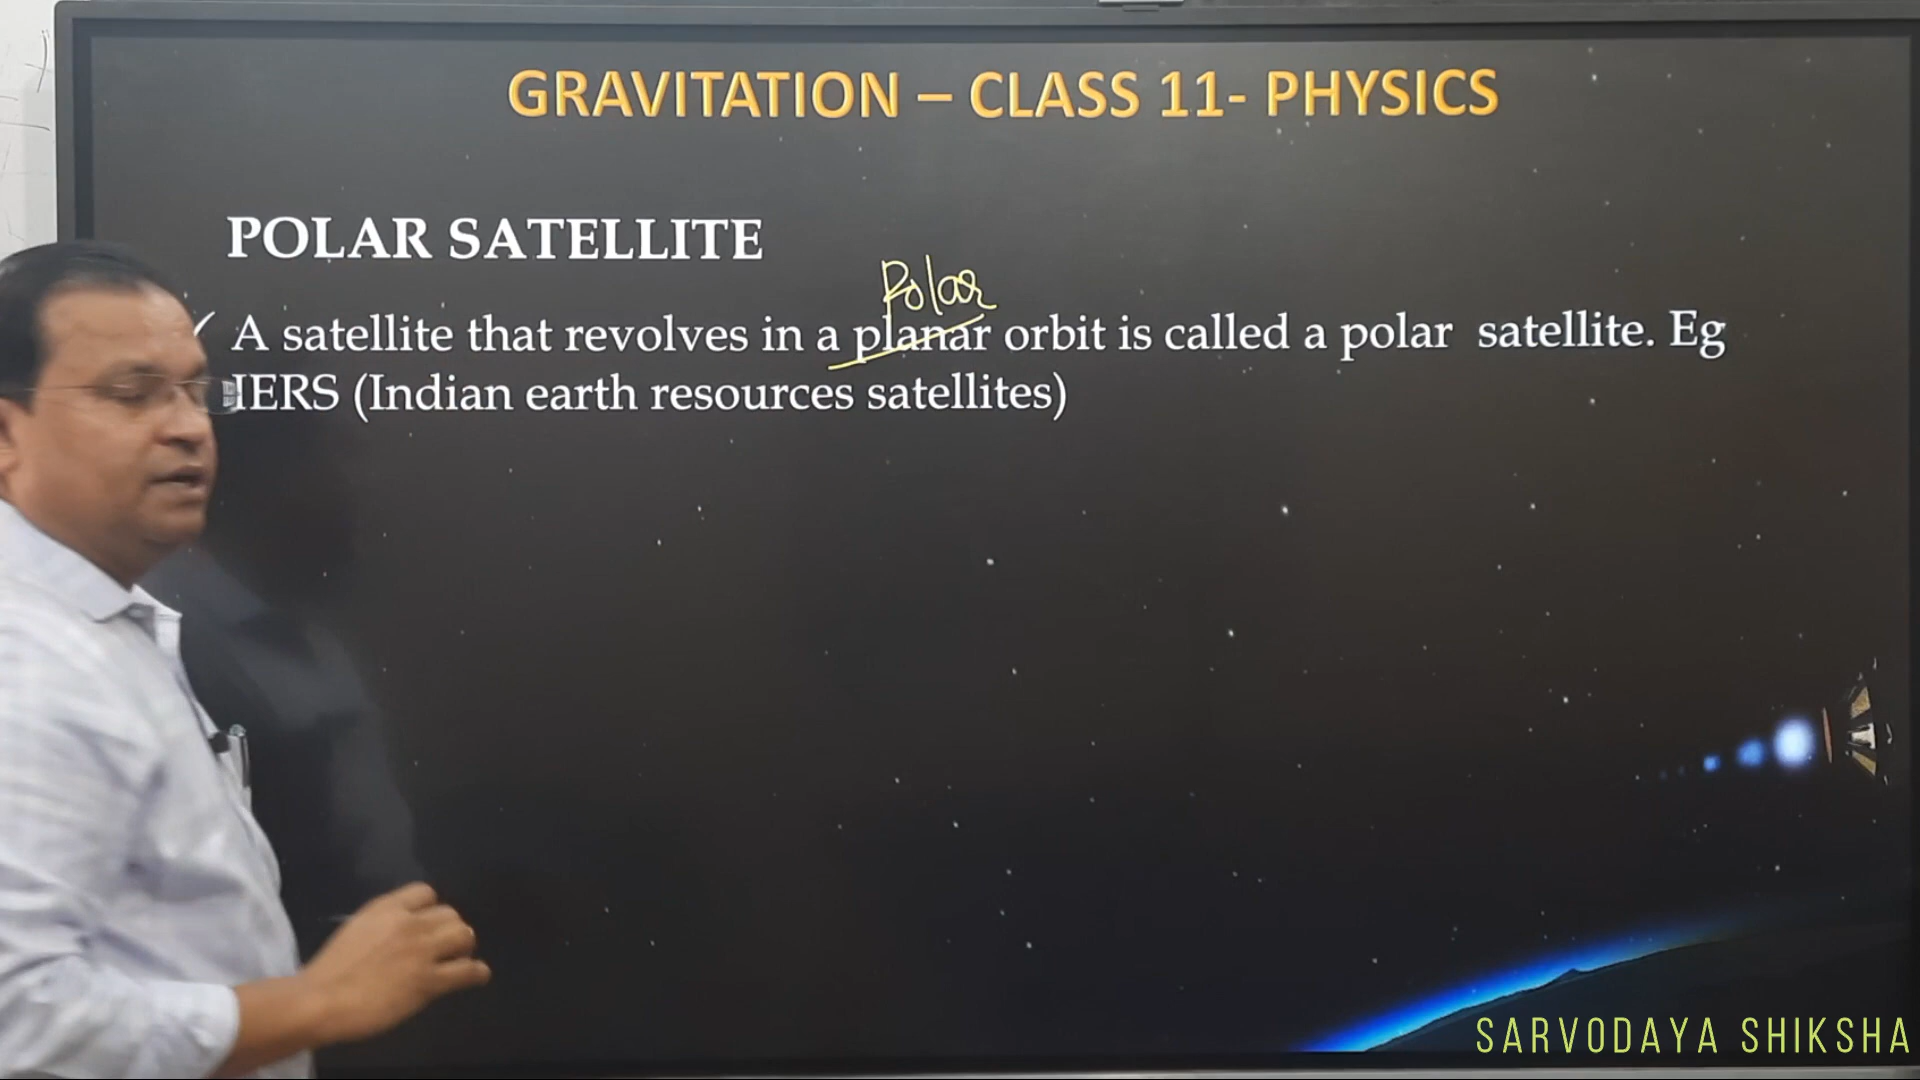 GRAVITATION – CLASS 11- PHYSICS
POLAR SATELLITE
Polar
✓ A satellite that revolves in a planar orbit is called a polar satellite. Eg
IERS (Indian earth resources satellites)
SARVODAYA SHIKSHA